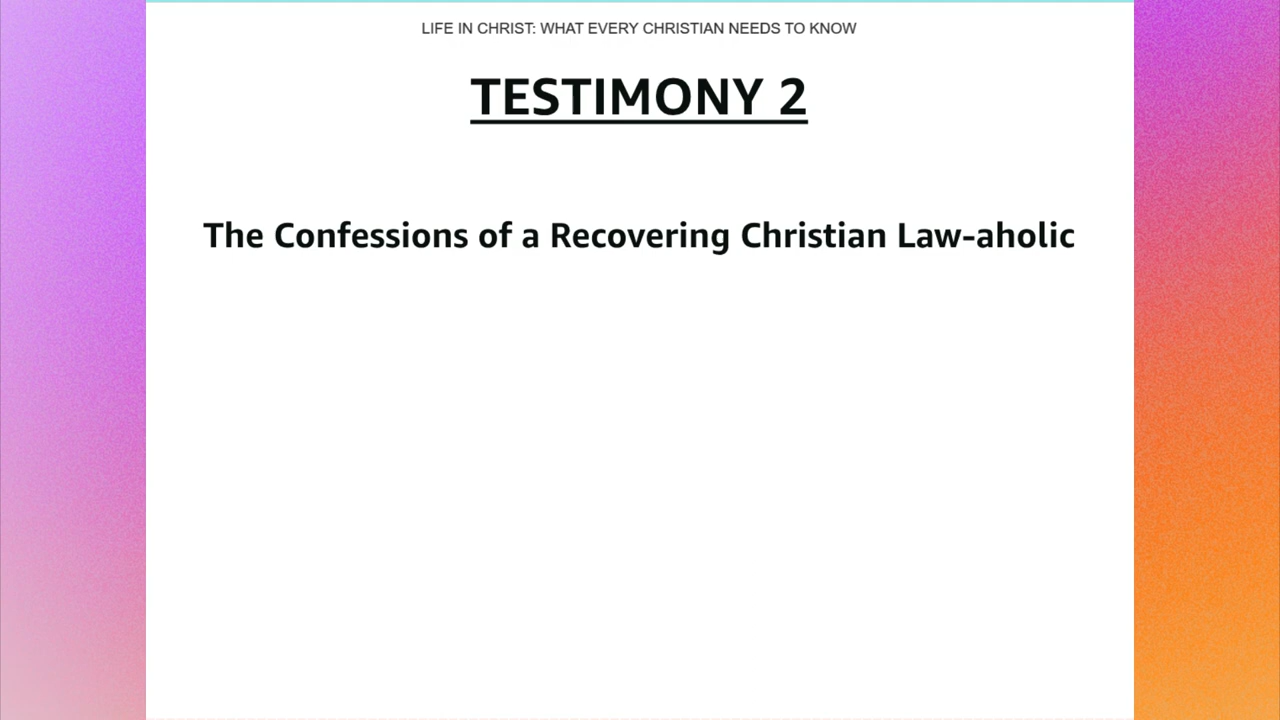 LIFE IN CHRIST: WHAT EVERY CHRISTIAN NEEDS TO KNOW
TESTIMONY 2
The Confessions of a Recovering Christian Law-aholic